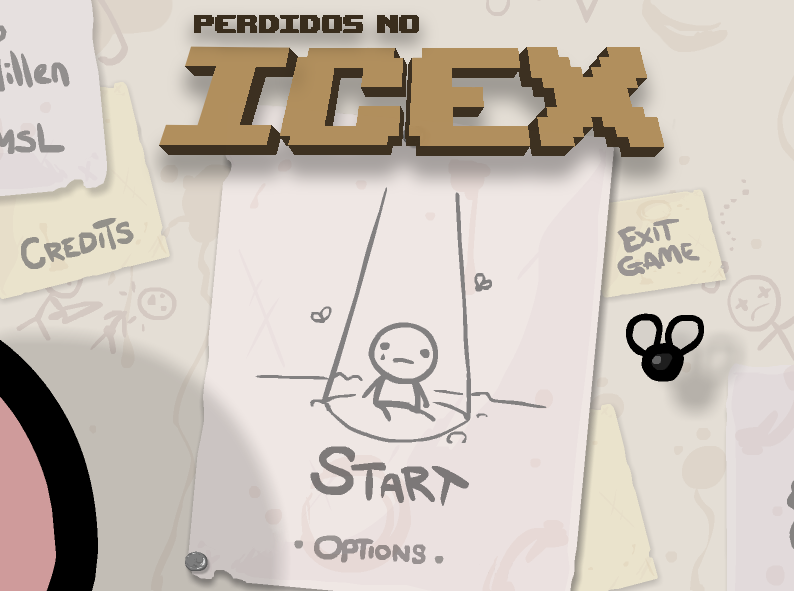 PERDIDOS NO
ICEX
CREDITS
EXIT
GAME
START
OPTIONS